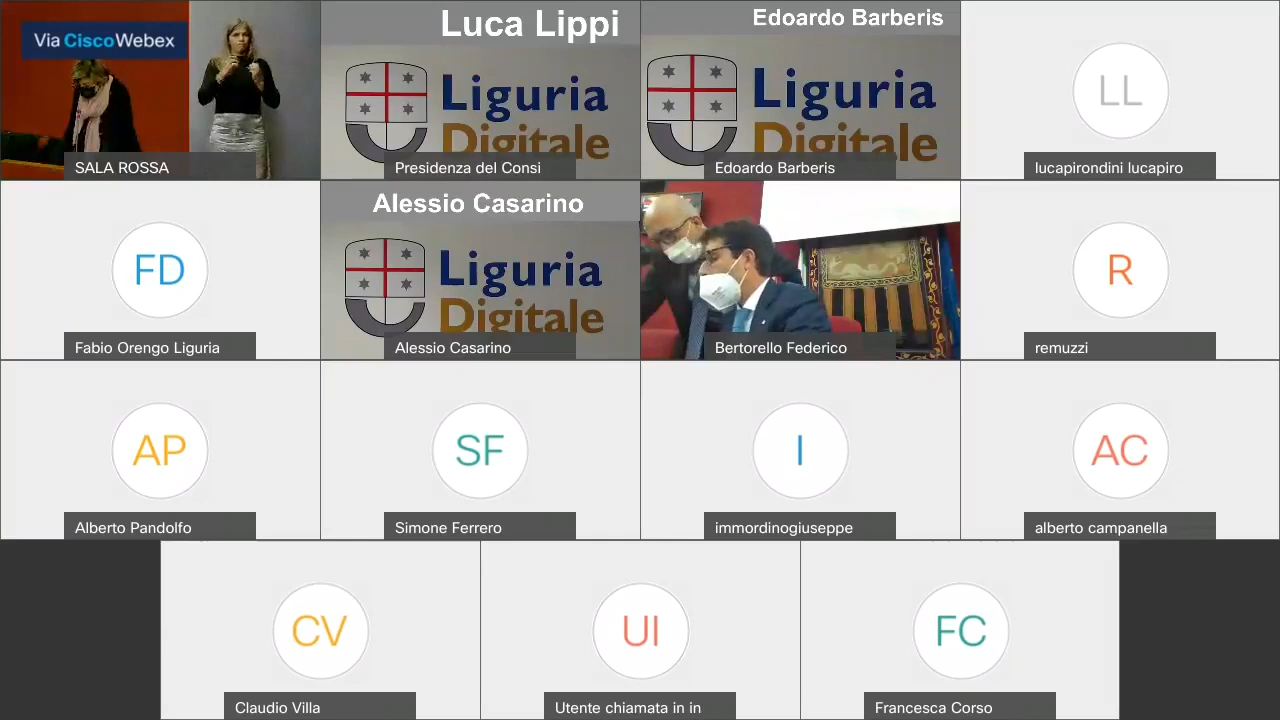 Via Cisco Webex
SALA ROSSA
Luca Lippi
Liguria
Digitale
Presidenza del Consi
Edoardo Barberis
Liguria
Digitale
Edoardo Barberis
LL
lucapirondini lucapiro
FD
Fabio Orengo Liguria
Alessio Casarino
Liguria
Digitale
Alessio Casarino
Bertorello Federico
R
remuzzi
AP
Alberto Pandolfo
SF
Simone Ferrero
I
immordinogiuseppe
AC
alberto campanella
CV
Claudio Villa
UI
Utente chiamata in in
FC
Francesca Corso